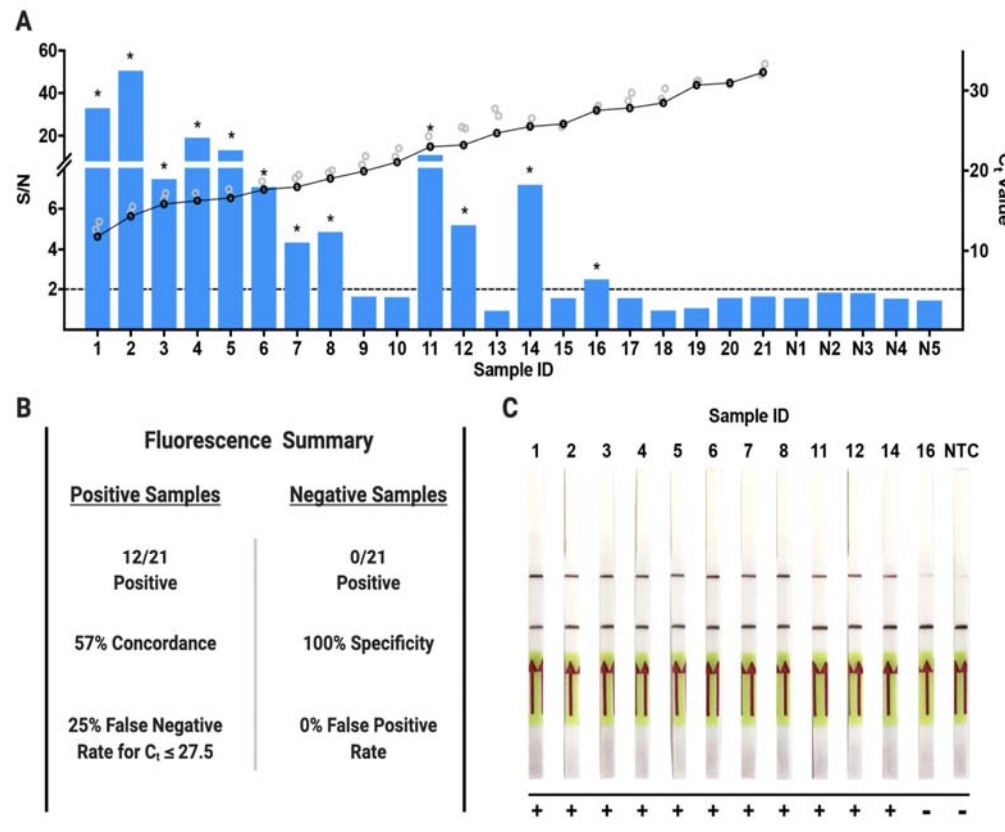 A
60
40
20
6
4
2
S/N
30
20
10
Ct Value
* * * * * * * * * * * *
1 2 3 4 5 6 7 8 9 10 11 12 13 14 15 16 17 18 19 20 21 N1 N2 N3 N4 N5
Sample ID
B
Fluorescence Summary
Positive Samples
Negative Samples
12/21
Positive
0/21
Positive
57% Concordance
100% Specificity
25% False Negative
Rate for Ct ≤ 27.5
0% False Positive
Rate
C
Sample ID
1 2 3 4 5 6 7 8 11 12 14 16 NTC
+ + + + + + + + + + + - -